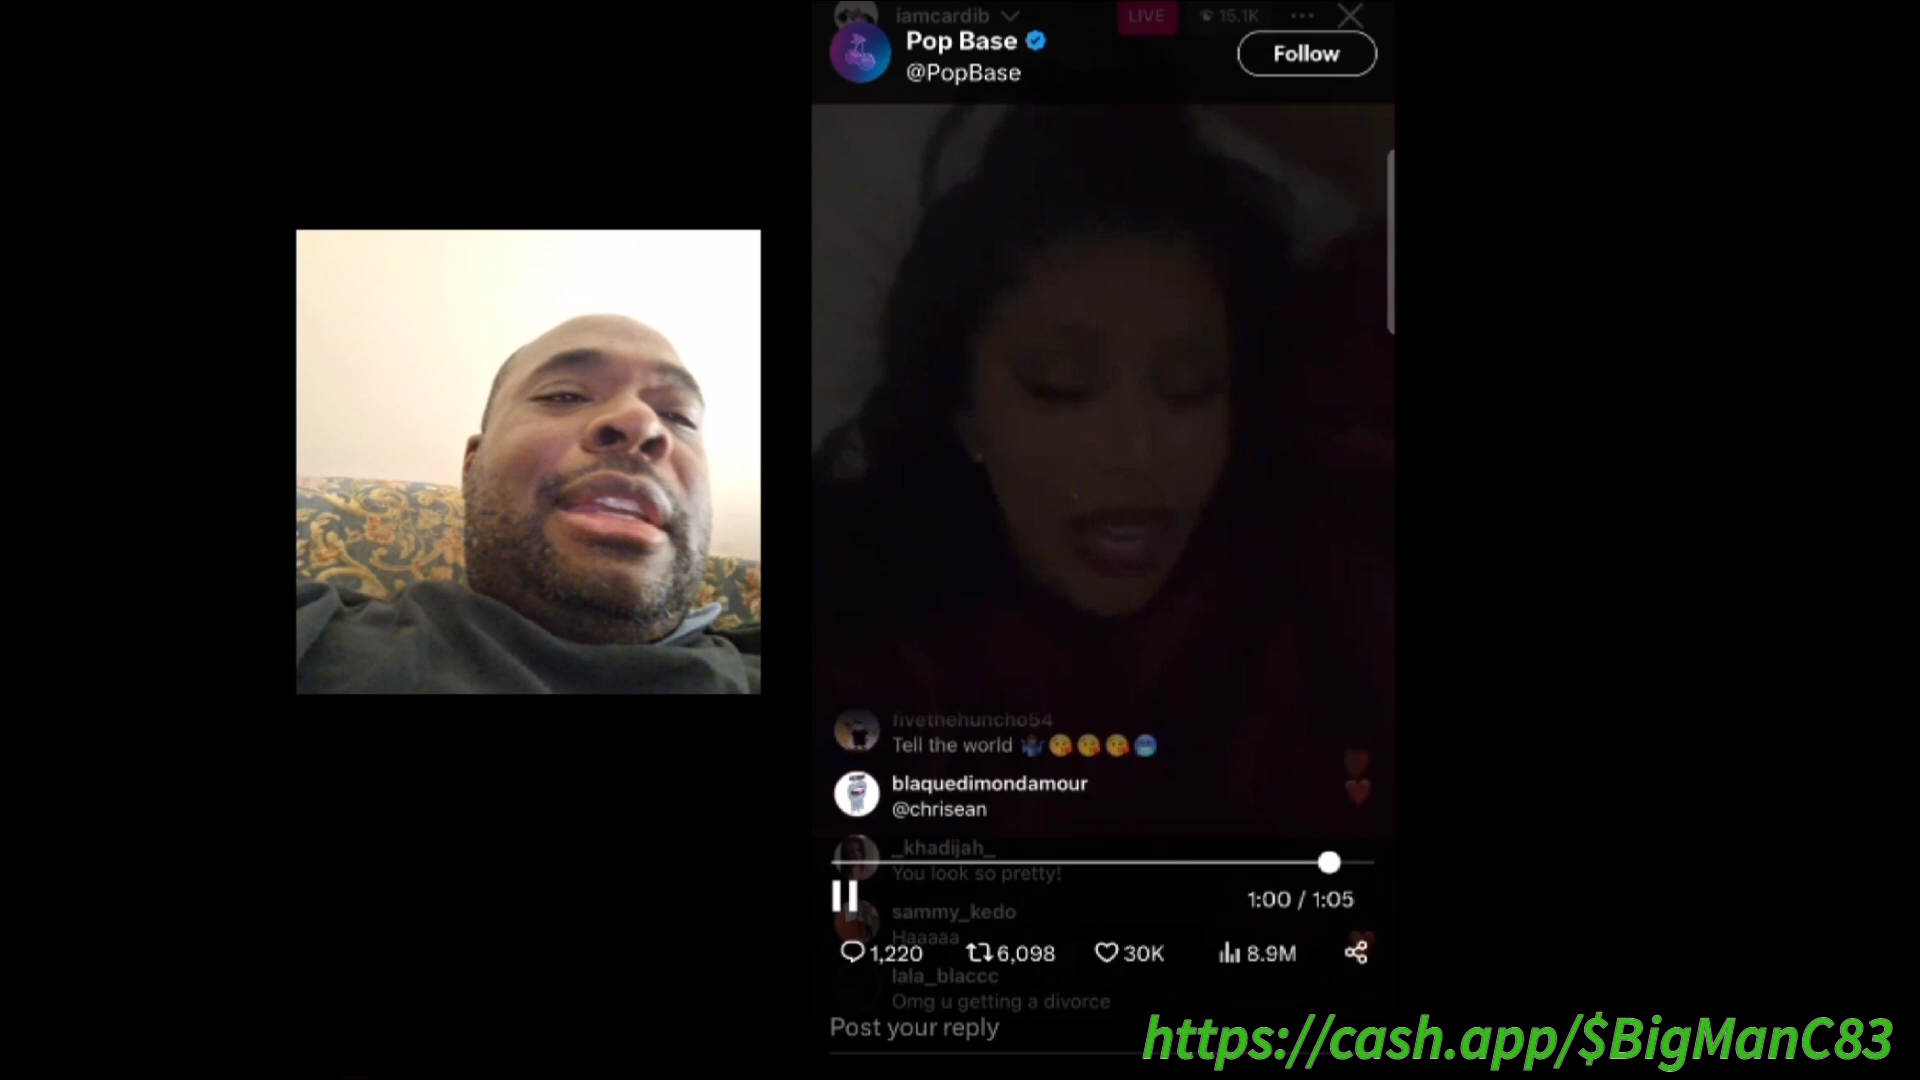 iamcardib
LIVE
15.1K
Pop Base
@PopBase
Follow
fivethehuncho54
Tell the world
blaquedimondamour
@chrisean
_khadijah_
You look so pretty!
1:00 / 1:05
sammy_kedo
Haaaaa
1,220
6,098
30K
8.9M
lala_blaccc
Omg u getting a divorce
Post your reply
https://cash.app/$BigManC83